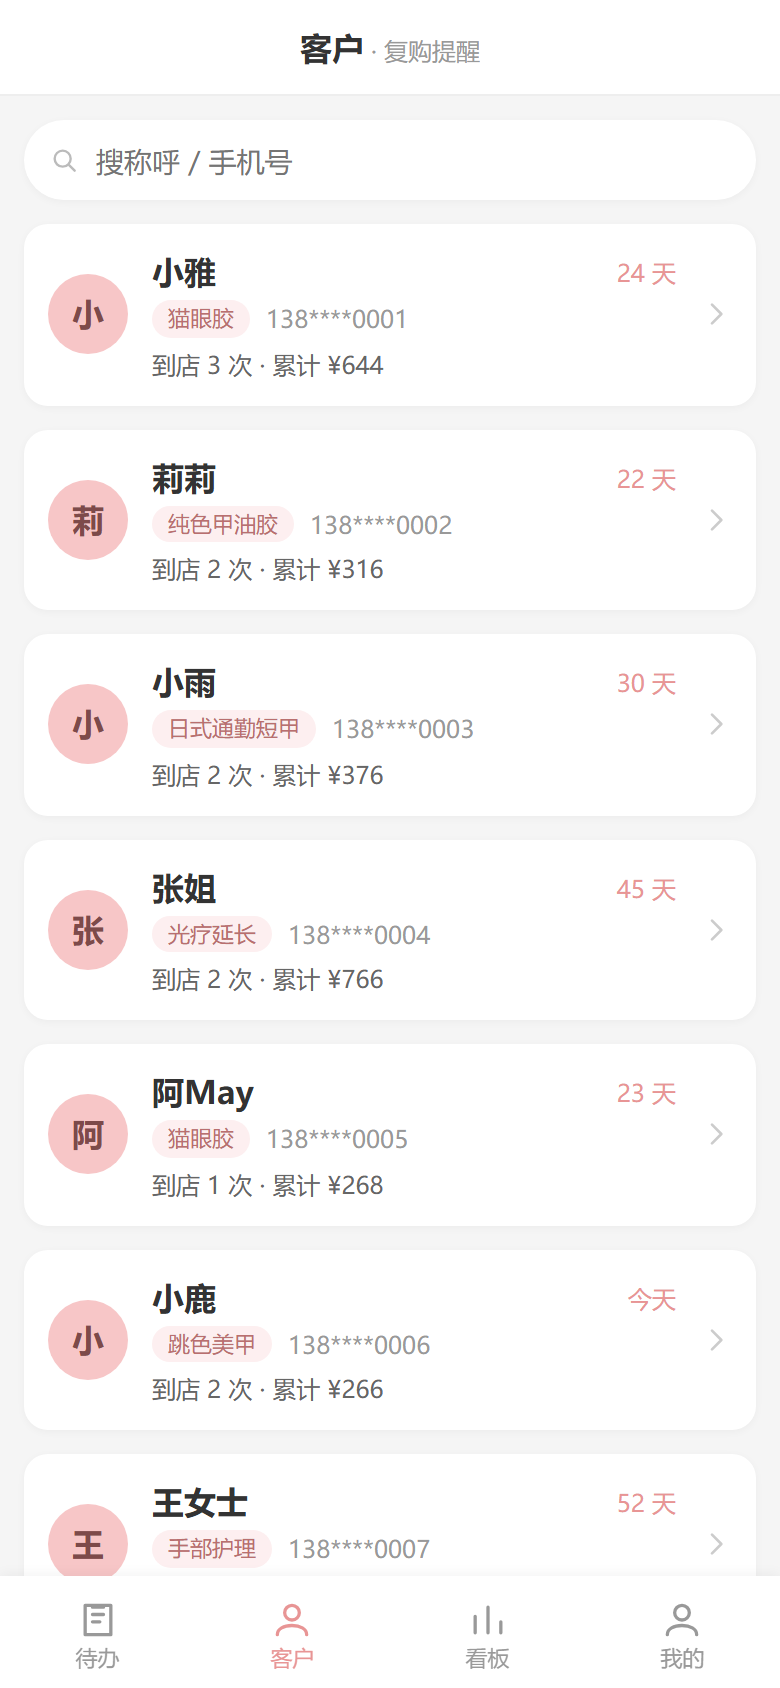 客户 · 复购提醒
搜称呼 / 手机号
小
小雅
24 天
猫眼胶 138****0001
到店 3 次 · 累计 ¥644
莉
莉莉
22 天
纯色甲油胶 138****0002
到店 2 次 · 累计 ¥316
小
小雨
30 天
日式通勤短甲 138****0003
到店 2 次 · 累计 ¥376
张
张姐
45 天
光疗延长 138****0004
到店 2 次 · 累计 ¥766
阿
阿May
23 天
猫眼胶 138****0005
到店 1 次 · 累计 ¥268
小
小鹿
今天
跳色美甲 138****0006
到店 2 次 · 累计 ¥266
王
王女士
52 天
手部护理 138****0007
待办 客户 看板 我的